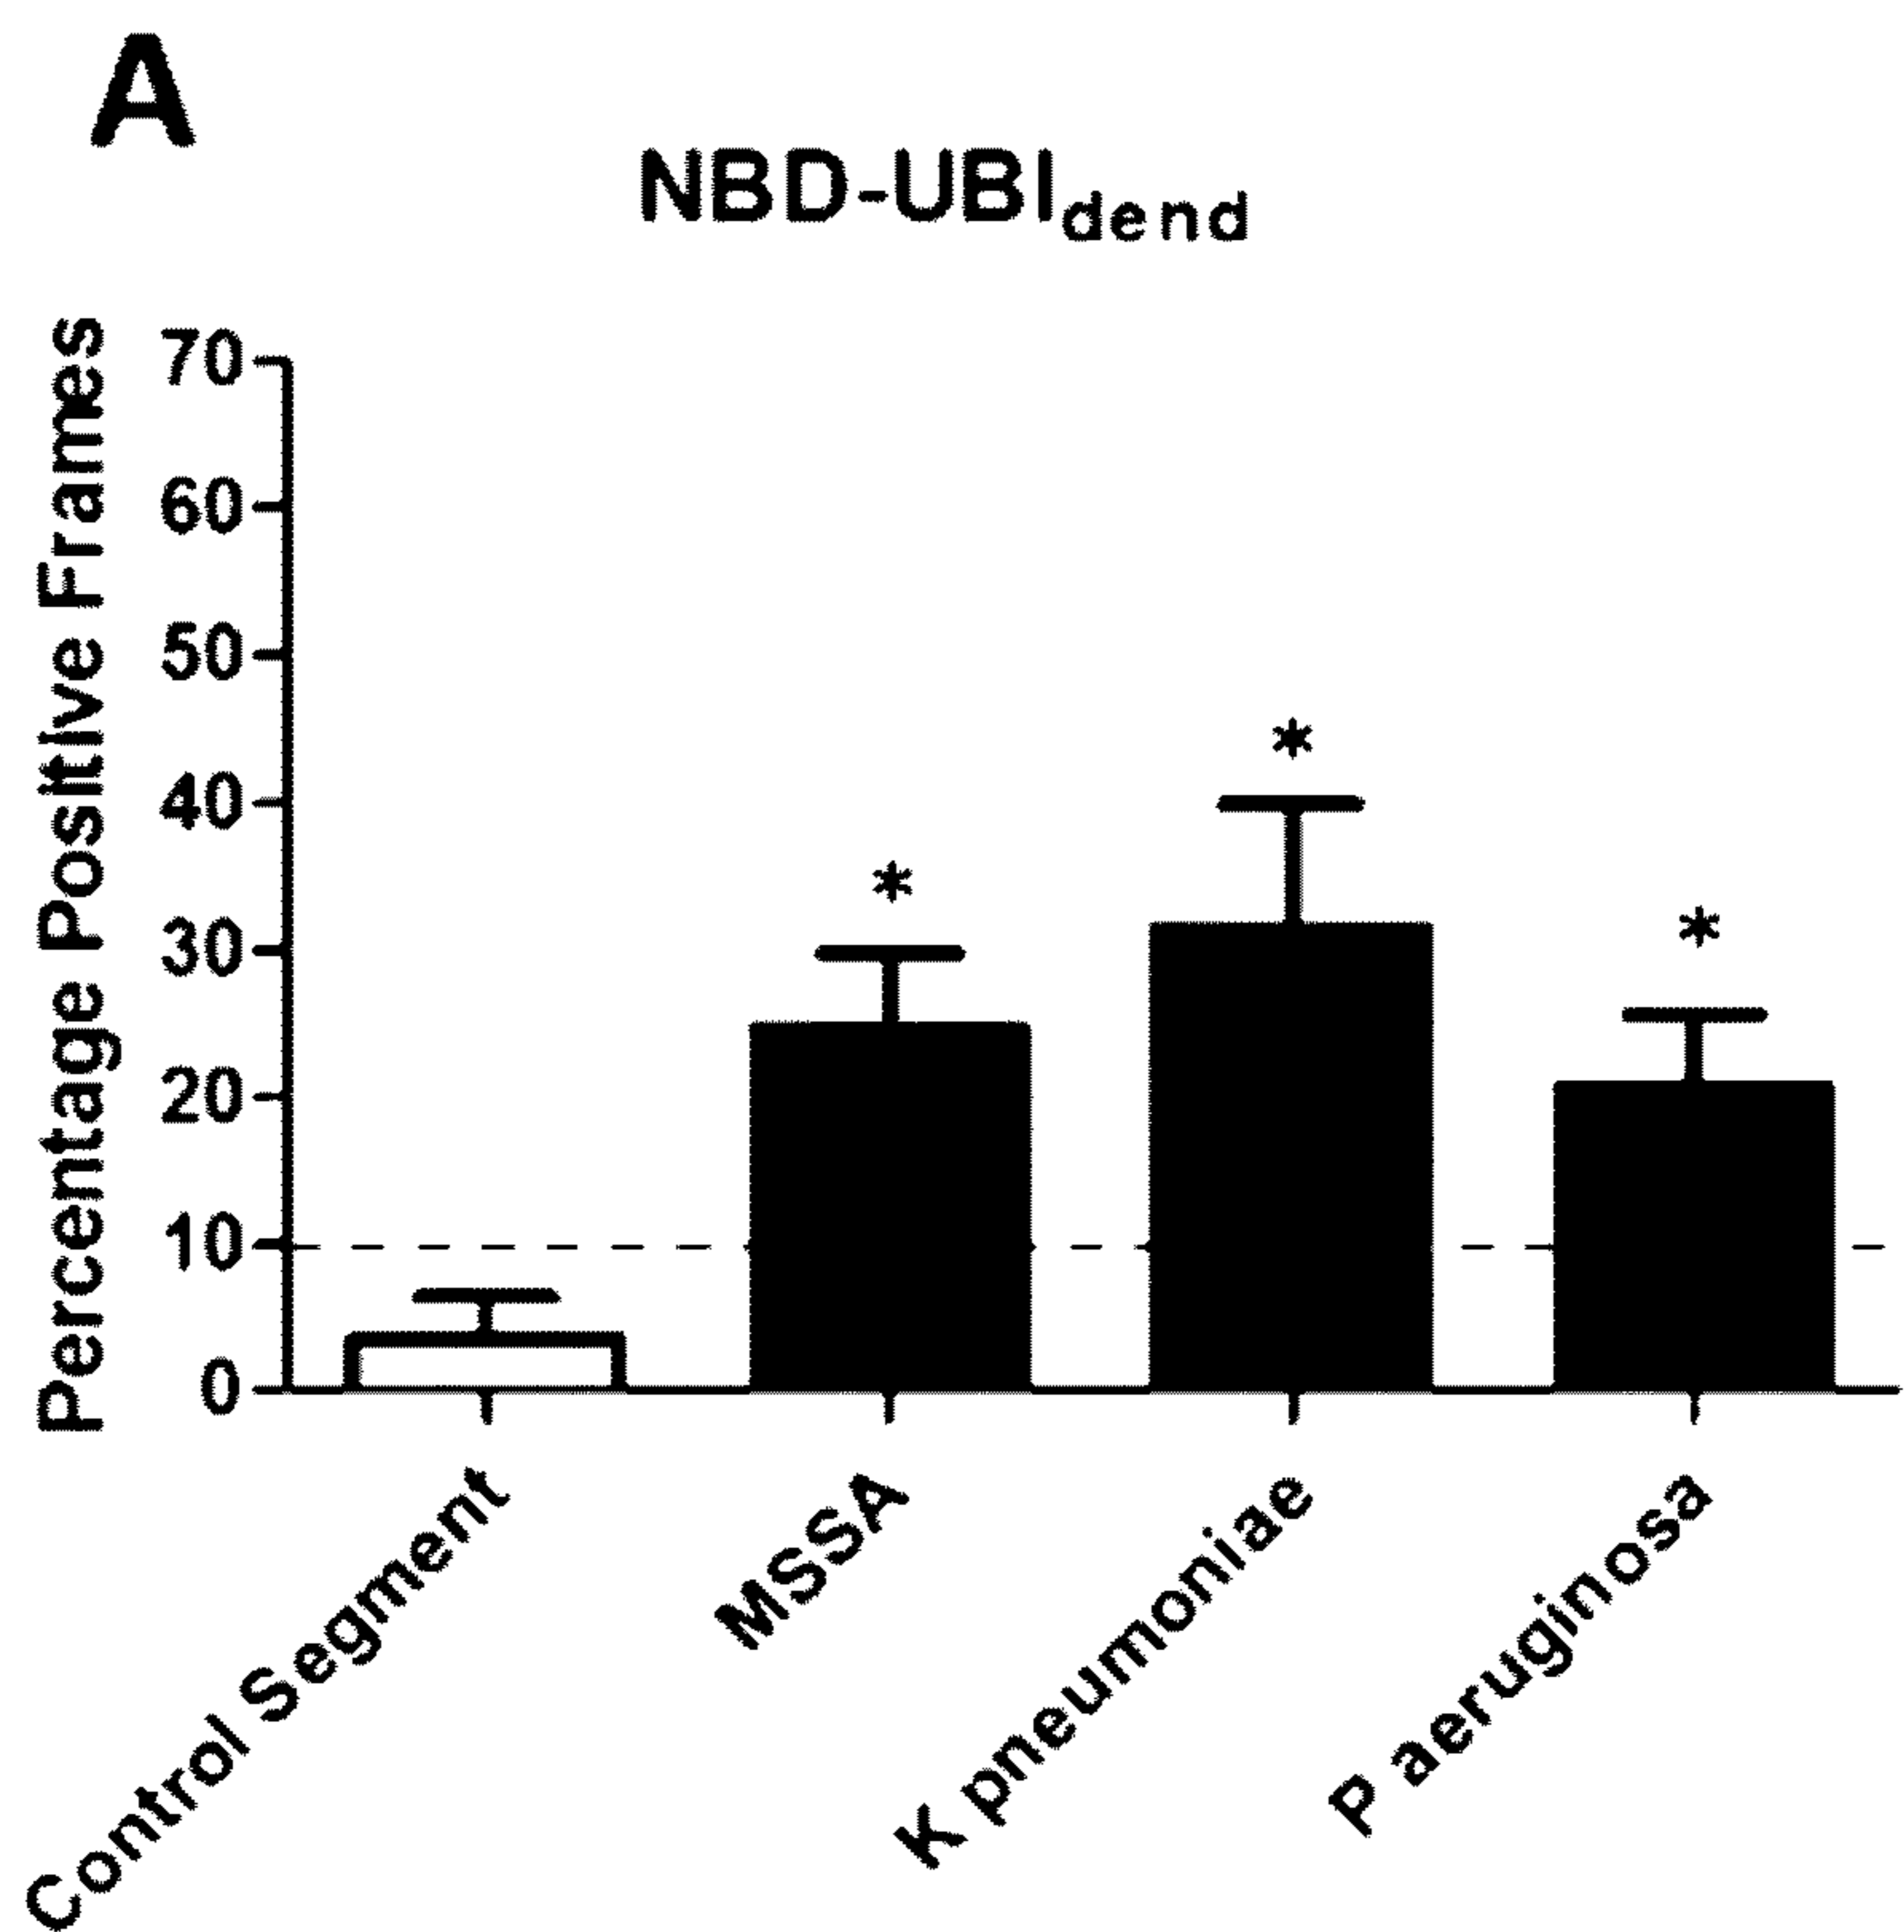 A
NBD-UBIdend
Percentage Positive Frames
70
60
50
40
30
20
10
0
*
*
*
Control Segment
MSSA
K pneumoniae
P aeruginosa